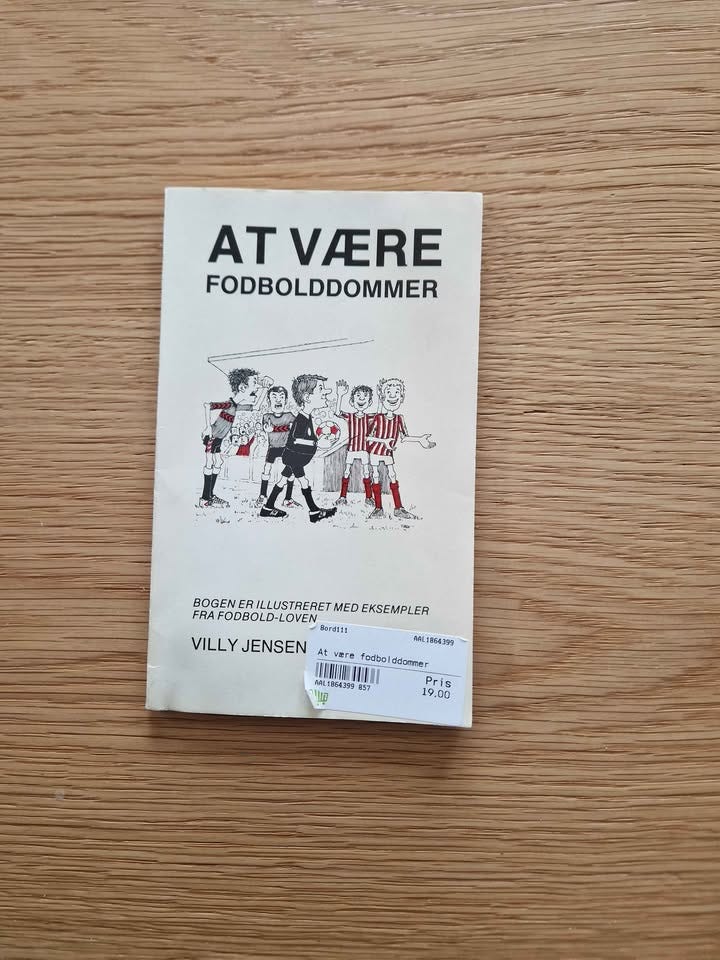 AT VÆRE
FODBOLDDOMMER
BOGEN ER ILLUSTRERET MED EKSEMPLER
FRA FODBOLD-LOVEN
VILLY JENSEN
Bord111 AAL1864399
At være fodbolddommer
Pris
AAL1864399 857
19.00